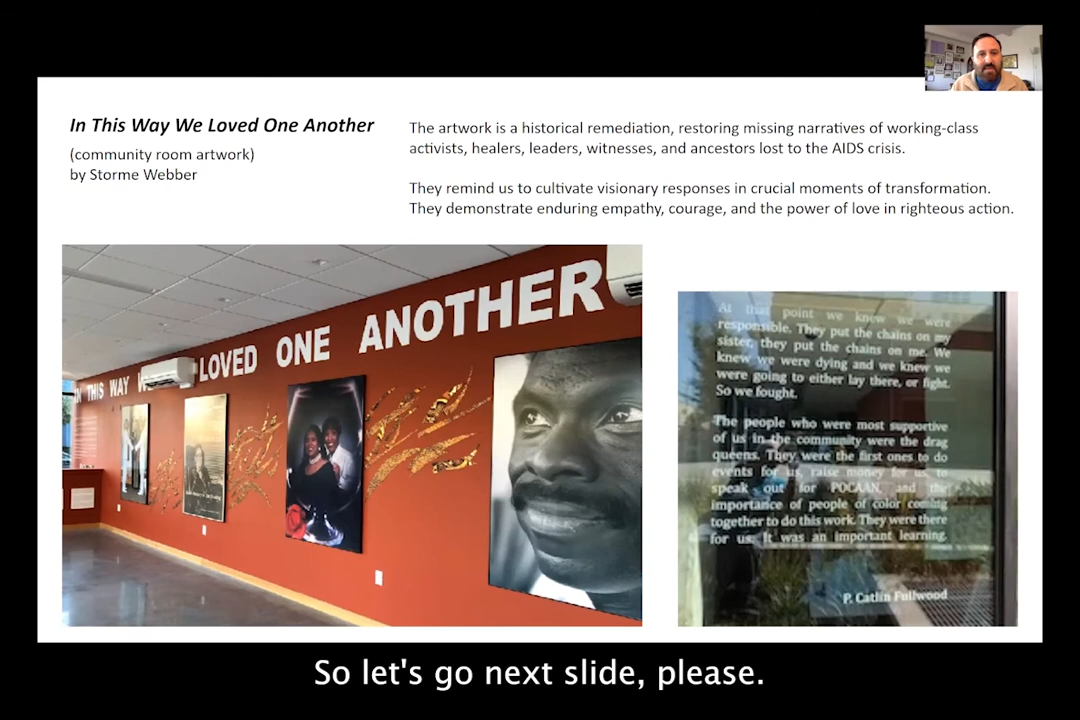 In This Way We Loved One Another
(community room artwork)
by Storme Webber
The artwork is a historical remediation, restoring missing narratives of working-class
activists, healers, leaders, witnesses, and ancestors lost to the AIDS crisis.
They remind us to cultivate visionary responses in crucial moments of transformation.
They demonstrate enduring empathy, courage, and the power of love in righteous action.
IN THIS WAY LOVED ONE ANOTHER
At that point we knew we were
responsible. They put the chains on my
sister, they put the chains on me. We
knew we were dying and we knew we
were going to either lay there, or fight.
So we fought.
The people who were most supportive
of us in the community were the drag
queens. They were the first ones to do
events for us, raise money for us, to
speak out for POCAAN, and the
importance of people of color coming
together to do this work. They were there
for us. It was an important learning.
P. Catlin Fullwood
So let's go next slide, please.